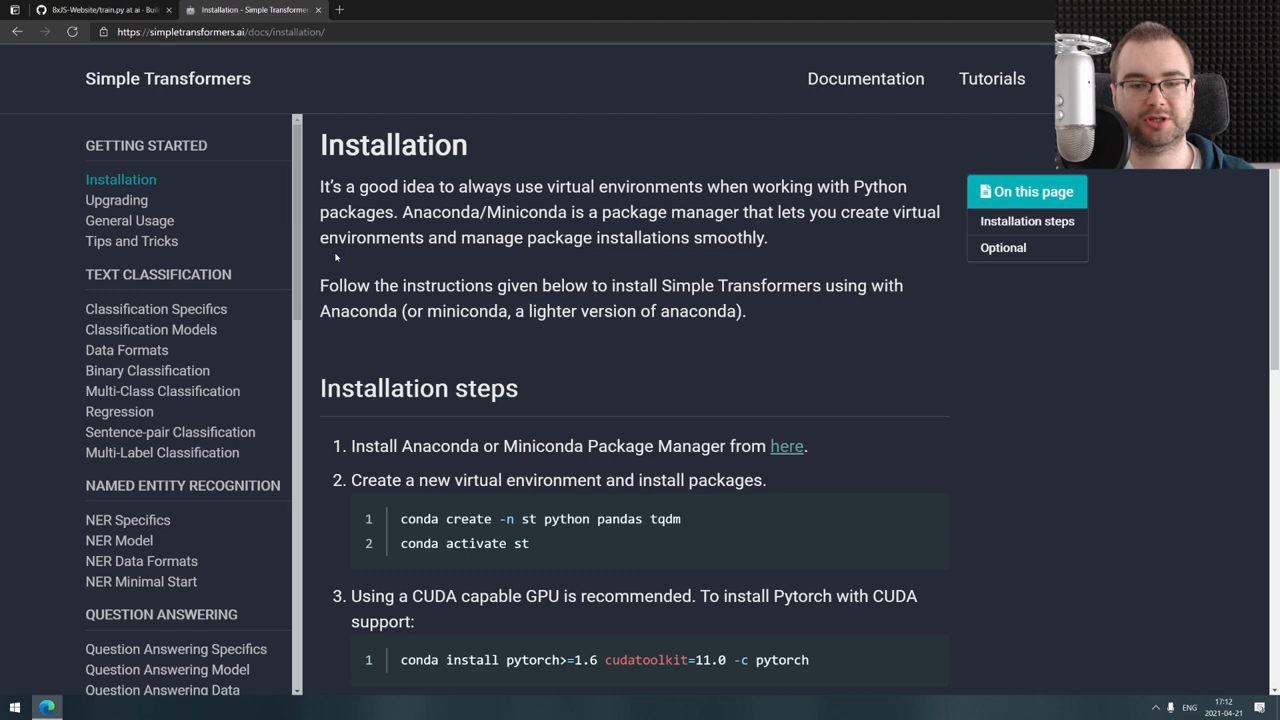 BxJS-Website/train.py at ai · Buil
Installation - Simple Transforme
https://simpletransformers.ai/docs/installation/
Simple Transformers
Documentation
Tutorials
GETTING STARTED
Installation
Upgrading
General Usage
Tips and Tricks
TEXT CLASSIFICATION
Classification Specifics
Classification Models
Data Formats
Binary Classification
Multi-Class Classification
Regression
Sentence-pair Classification
Multi-Label Classification
NAMED ENTITY RECOGNITION
NER Specifics
NER Model
NER Data Formats
NER Minimal Start
QUESTION ANSWERING
Question Answering Specifics
Question Answering Model
Question Answering Data
Installation
It's a good idea to always use virtual environments when working with Python
packages. Anaconda/Miniconda is a package manager that lets you create virtual
environments and manage package installations smoothly.
Follow the instructions given below to install Simple Transformers using with
Anaconda (or miniconda, a lighter version of anaconda).
Installation steps
1. Install Anaconda or Miniconda Package Manager from here.
2. Create a new virtual environment and install packages.
1 conda create -n st python pandas tqdm
2 conda activate st
3. Using a CUDA capable GPU is recommended. To install Pytorch with CUDA
support:
1 conda install pytorch>=1.6 cudatoolkit=11.0 -c pytorch
On this page
Installation steps
Optional
ENG
17:12
2021-04-21